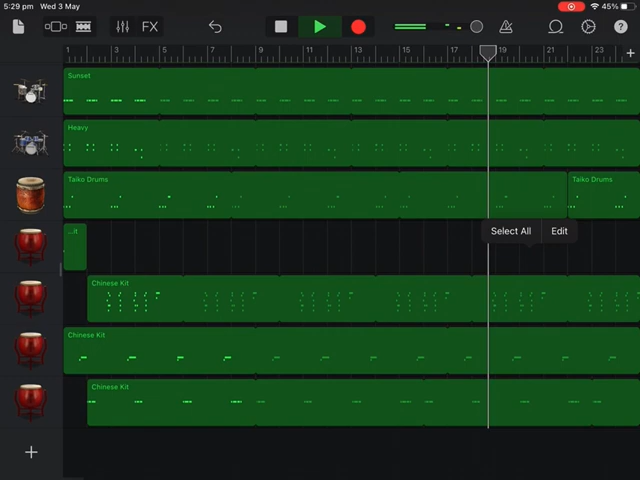 5:29 pm Wed 3 May
45%
FX
?
1 3 5 7 9 11 13 15 17 19 21 23
+
Sunset
Heavy
Taiko Drums Taiko Drums
...it
Select All Edit
Chinese Kit
Chinese Kit
Chinese Kit
+